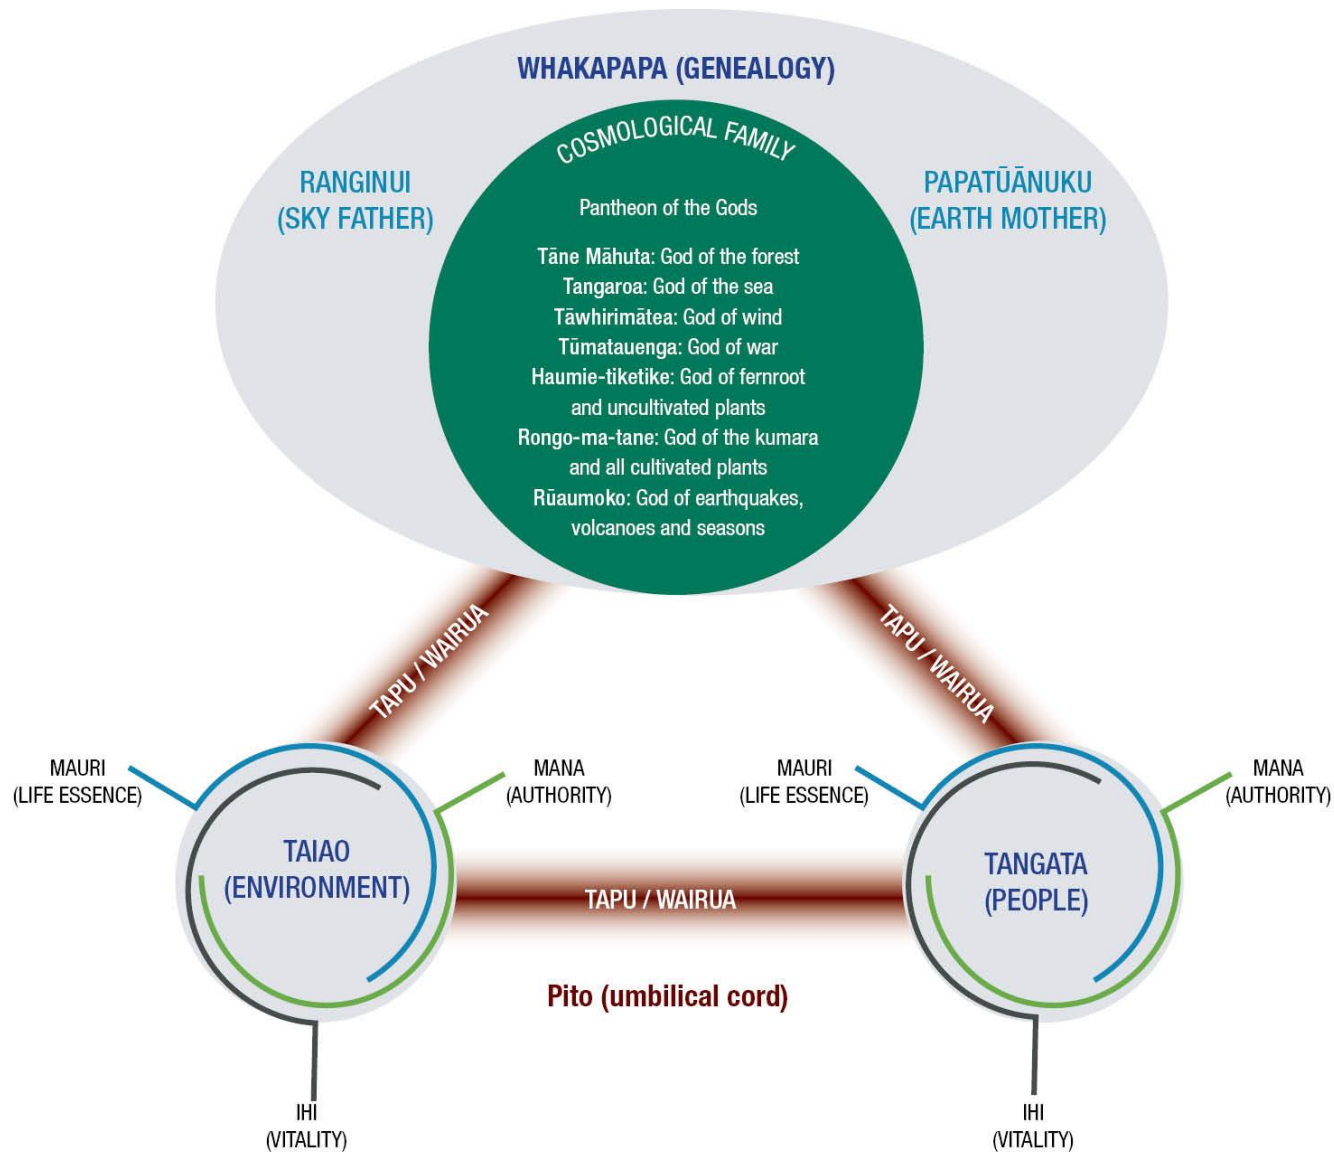 WHAKAPAPA (GENEALOGY)
COSMOLOGICAL FAMILY
RANGINUI
(SKY FATHER)
PAPATŪĀNUKU
(EARTH MOTHER)
Pantheon of the Gods
Tāne Māhuta: God of the forest
Tangaroa: God of the sea
Tāwhirimātea: God of wind
Tūmatauenga: God of war
Haumie-tiketike: God of fernroot
and uncultivated plants
Rongo-ma-tane: God of the kumara
and all cultivated plants
Rūaumoko: God of earthquakes,
volcanoes and seasons
TAPU / WAIRUA
TAPU / WAIRUA
MAURI
(LIFE ESSENCE)
MANA
(AUTHORITY)
MAURI
(LIFE ESSENCE)
MANA
(AUTHORITY)
TAIAO
(ENVIRONMENT)
TAPU / WAIRUA
TANGATA
(PEOPLE)
Pito (umbilical cord)
IHI
(VITALITY)
IHI
(VITALITY)